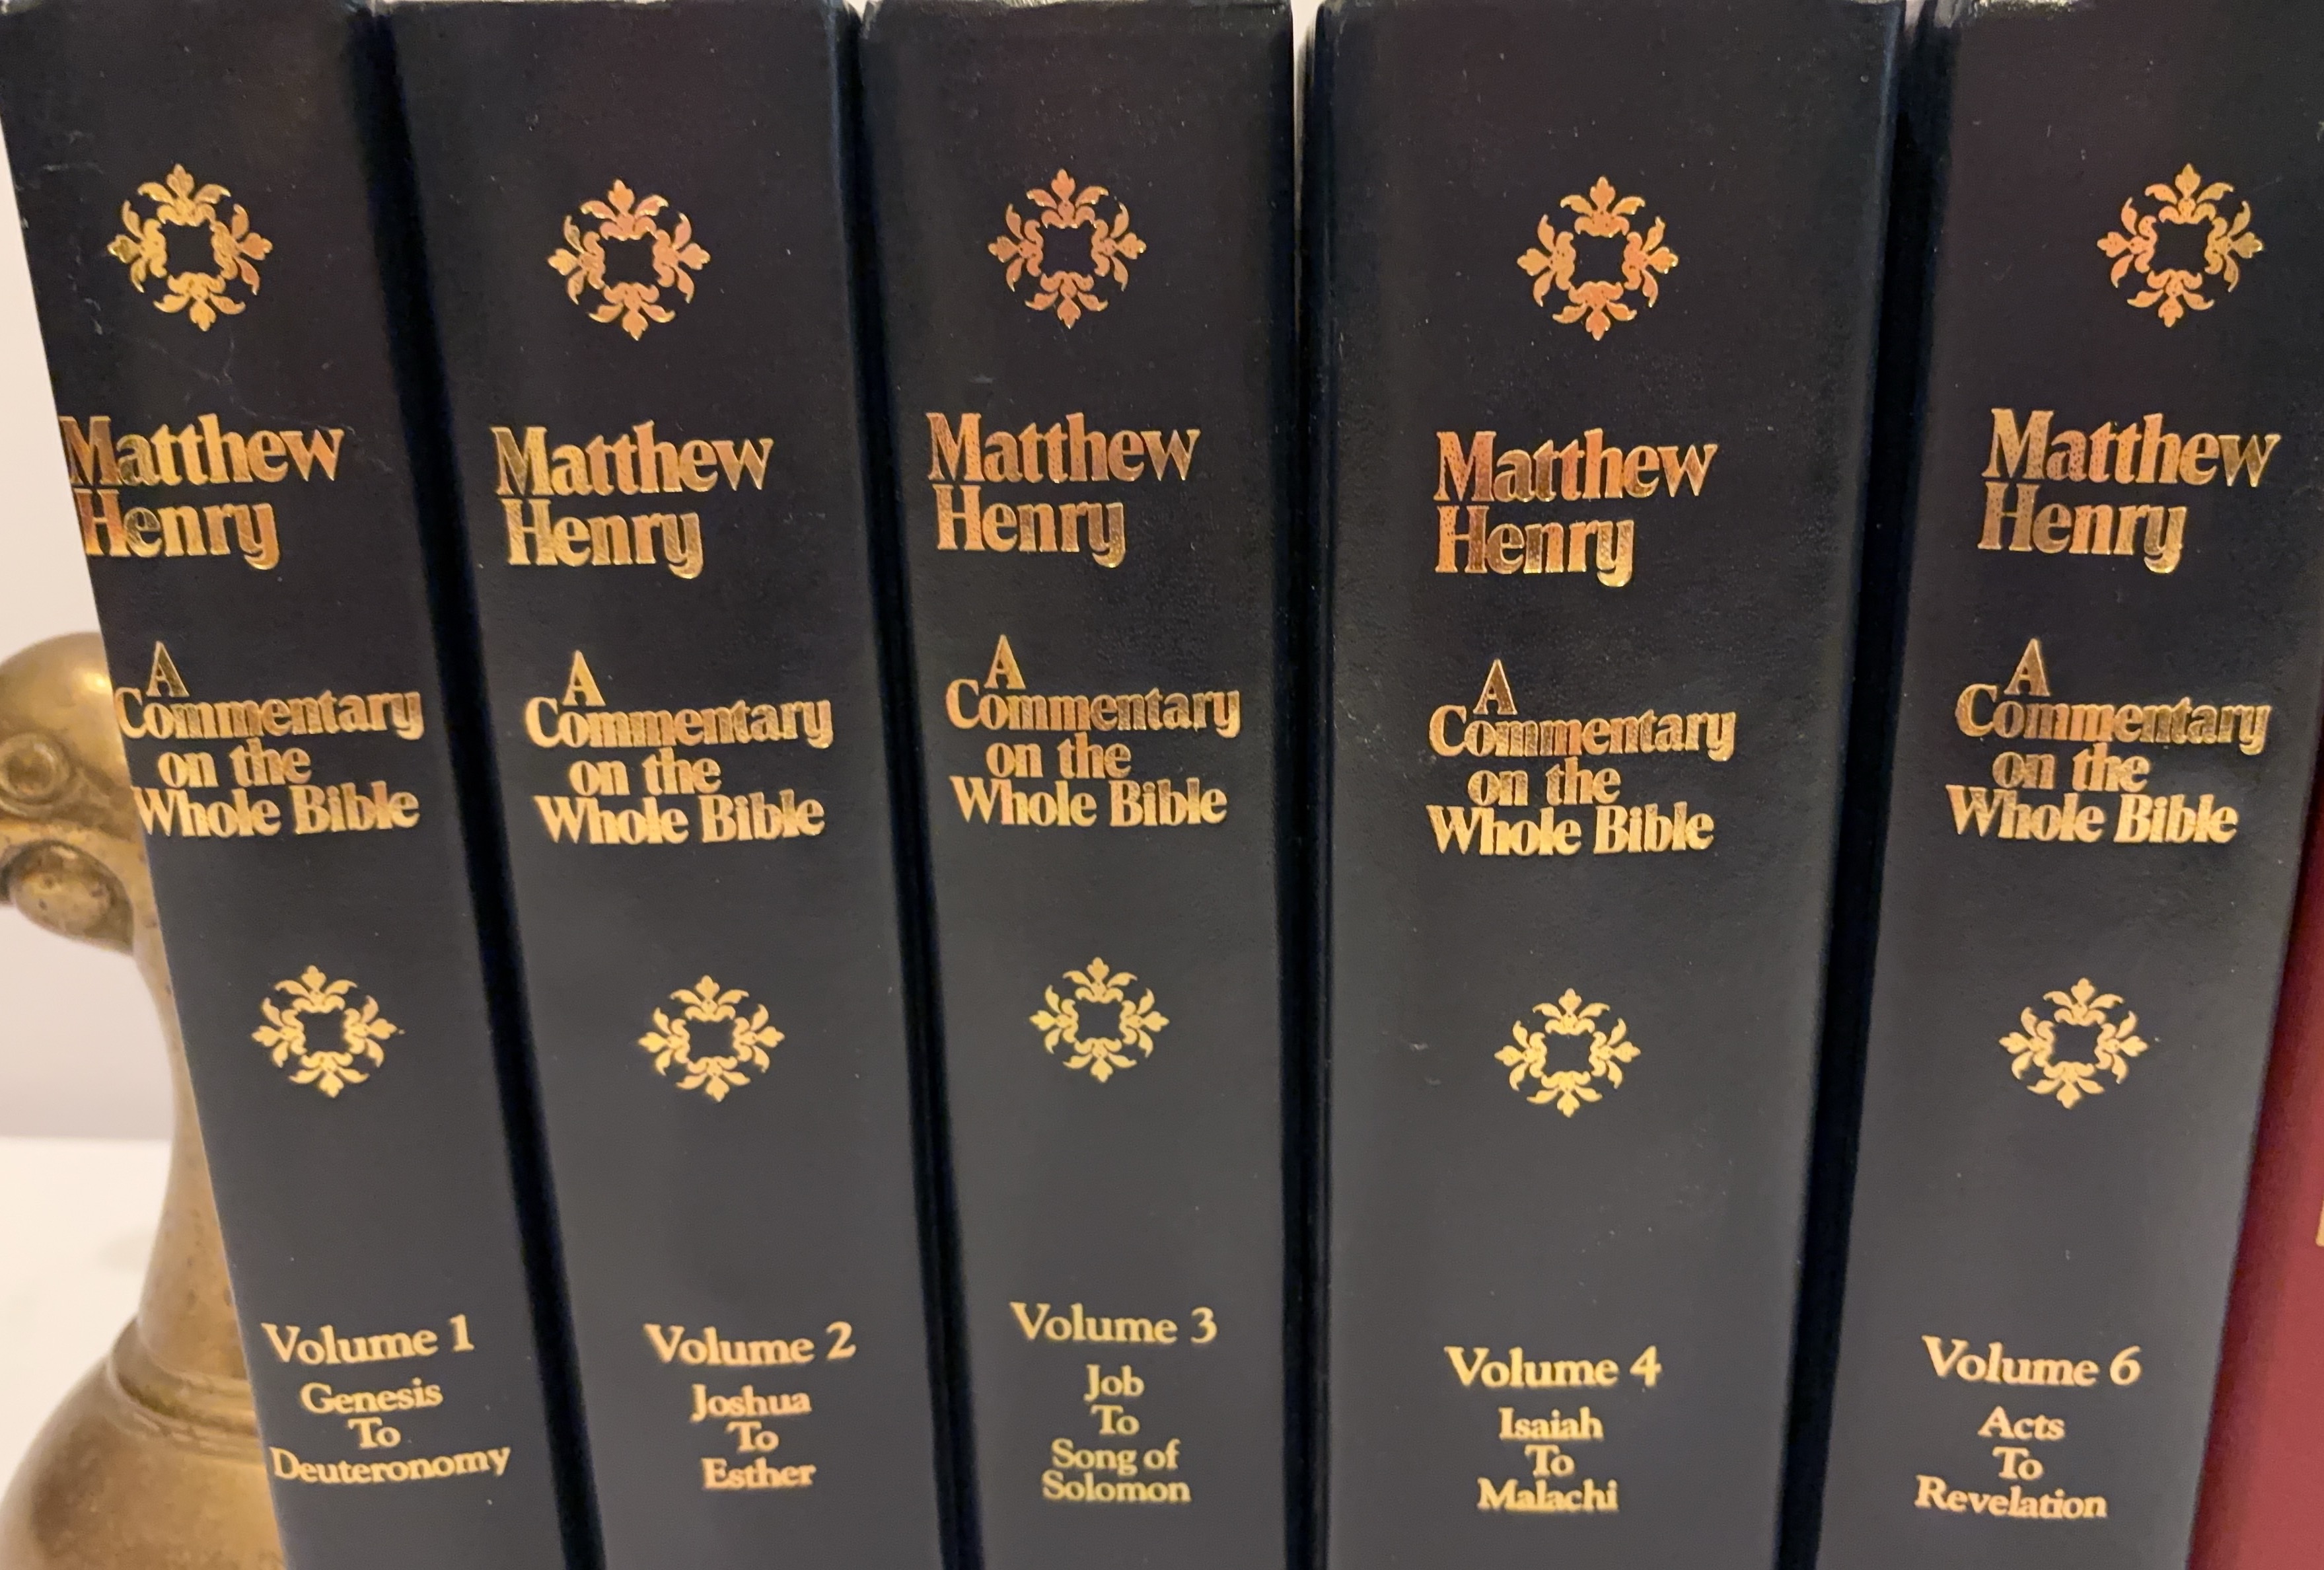 Matthew
Henry
A
Commentary
on the
Whole Bible
Volume 1
Genesis
To
Deuteronomy
Matthew
Henry
A
Commentary
on the
Whole Bible
Volume 2
Joshua
To
Esther
Matthew
Henry
A
Commentary
on the
Whole Bible
Volume 3
Job
To
Song of
Solomon
Matthew
Henry
A
Commentary
on the
Whole Bible
Volume 4
Isaiah
To
Malachi
Matthew
Henry
A
Commentary
on the
Whole Bible
Volume 6
Acts
To
Revelation